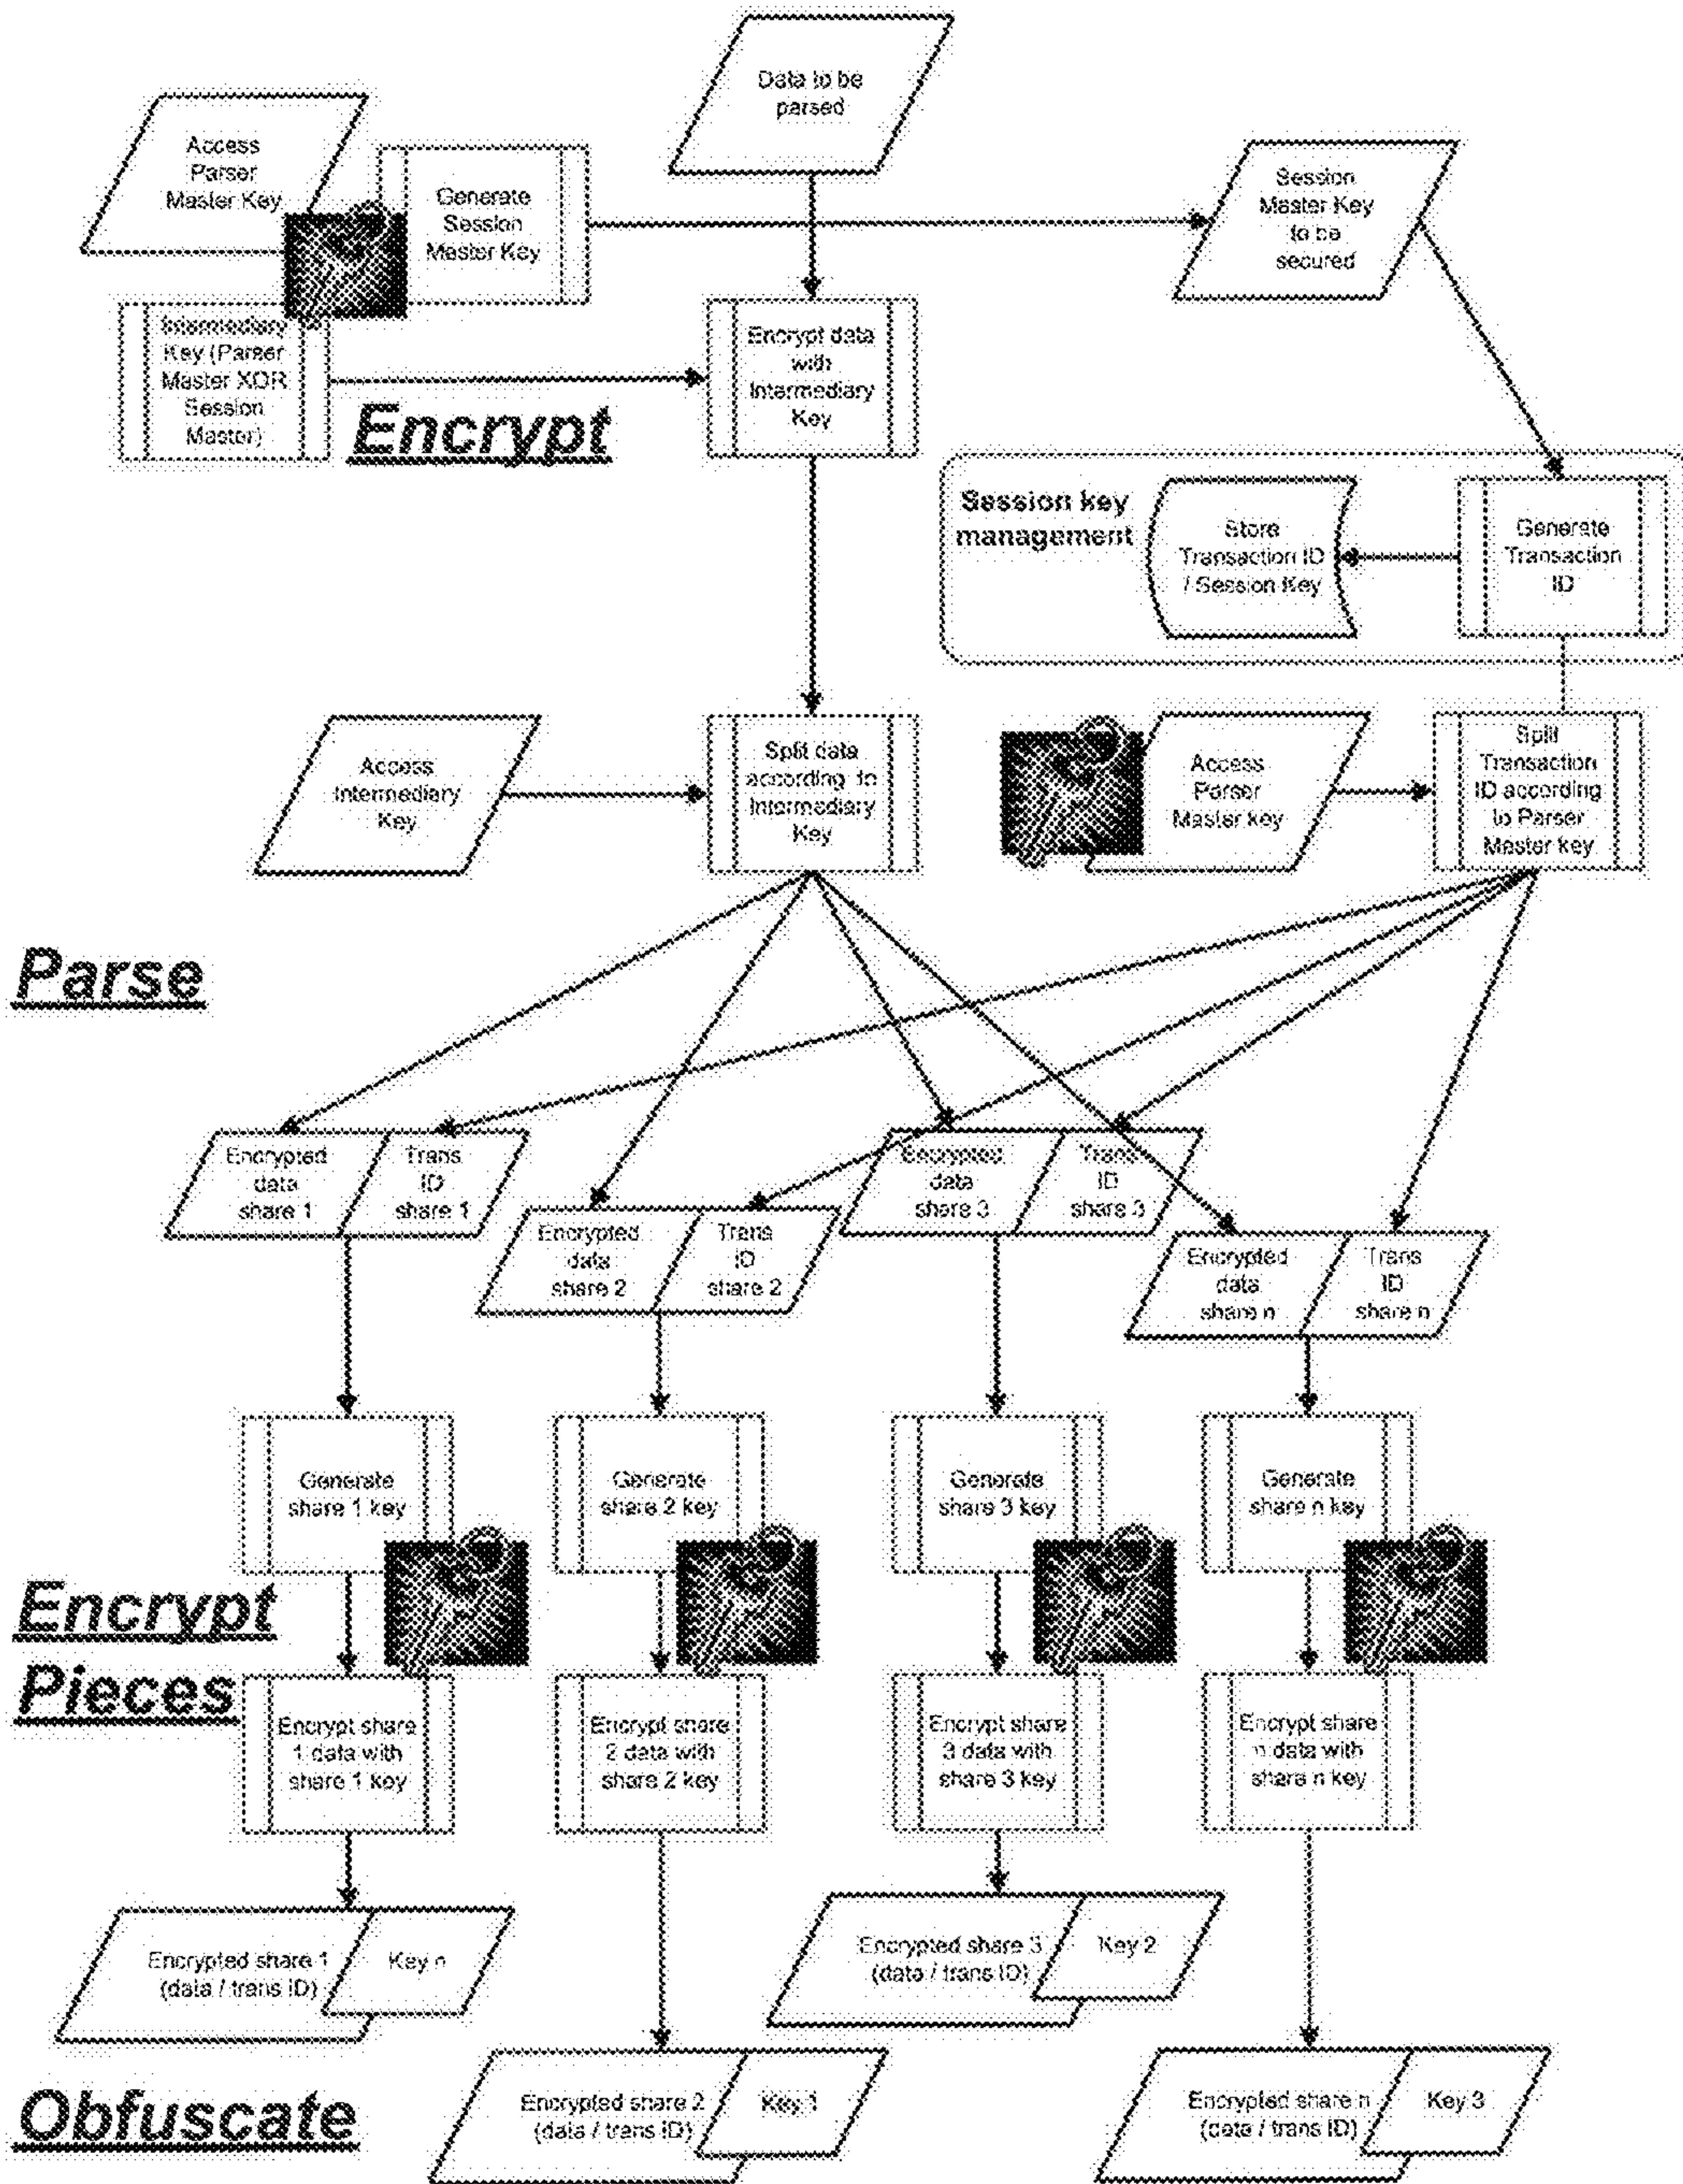 Data to be
parsed
Access
Parser
Master Key
Generate
Session
Master Key
Session
Master Key
to be
secured
Intermediary
Key (Parser
Master XOR
Session
Master)
Encrypt data
with
Intermediary
Key
Encrypt
Session key
management
Store
Transaction ID
/ Session Key
Generate
Transaction
ID
Access
Intermediary
Key
Split data
according to
Intermediary
Key
Access
Parser
Master key
Split
Transaction
ID according
to Parser
Master key
Parse
Encrypted
data
share 1
Trans
ID
share 1
Encrypted
data
share 2
Trans
ID
share 2
Encrypted
data
share 3
Trans
ID
share 3
Encrypted
data
share n
Trans
ID
share n
Generate
share 1 key
Generate
share 2 key
Generate
share 3 key
Generate
share n key
Encrypt
Pieces
Encrypt share
1 data with
share 1 key
Encrypt share
2 data with
share 2 key
Encrypt share
3 data with
share 3 key
Encrypt share
n data with
share n key
Encrypted share 1
(data / trans ID)
Key n
Encrypted share 3
(data / trans ID)
Key 2
Obfuscate
Encrypted share 2
(data / trans ID)
Key 1
Encrypted share n
(data / trans ID)
Key 3